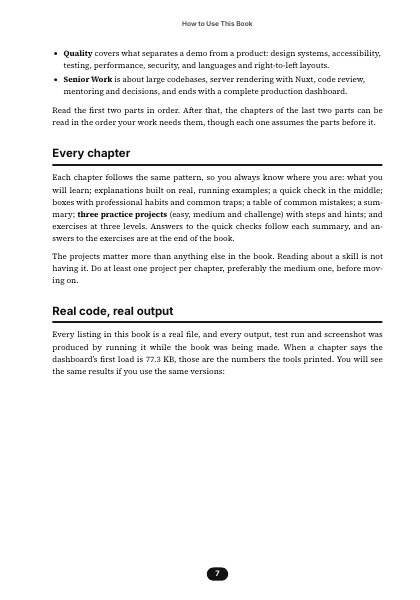 How to Use This Book
• Quality covers what separates a demo from a product: design systems, accessibility,
testing, performance, security, and languages and right-to-left layouts.
• Senior Work is about large codebases, server rendering with Nuxt, code review,
mentoring and decisions, and ends with a complete production dashboard.
Read the first two parts in order. After that, the chapters of the last two parts can be
read in the order your work needs them, though each one assumes the parts before it.
Every chapter
Each chapter follows the same pattern, so you always know where you are: what you
will learn; explanations built on real, running examples; a quick check in the middle;
boxes with professional habits and common traps; a table of common mistakes; a sum-
mary; three practice projects (easy, medium and challenge) with steps and hints; and
exercises at three levels. Answers to the quick checks follow each summary, and an-
swers to the exercises are at the end of the book.
The projects matter more than anything else in the book. Reading about a skill is not
having it. Do at least one project per chapter, preferably the medium one, before mov-
ing on.
Real code, real output
Every listing in this book is a real file, and every output, test run and screenshot was
produced by running it while the book was being made. When a chapter says the
dashboard's first load is 77.3 KB, those are the numbers the tools printed. You will see
the same results if you use the same versions:
7